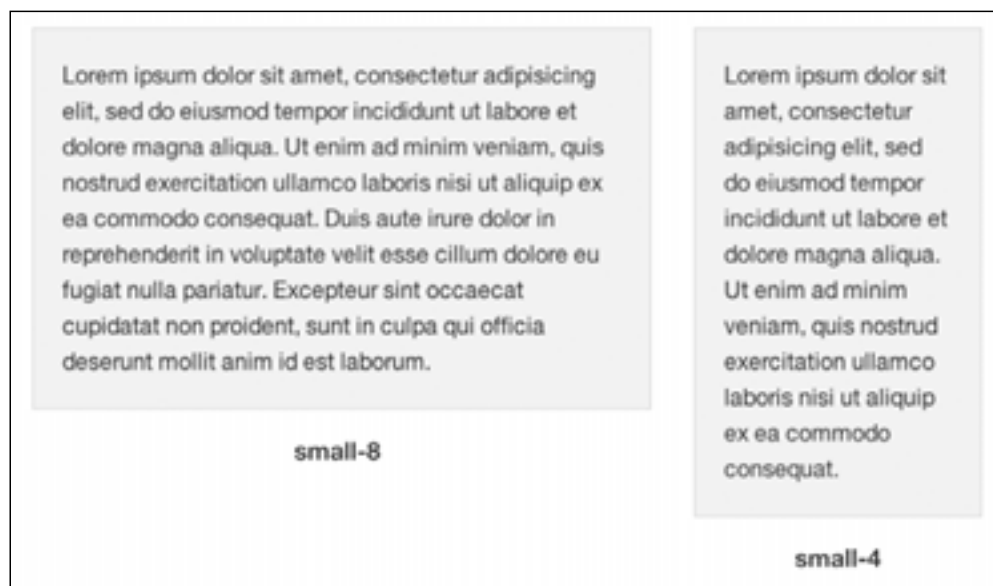 Lorem ipsum dolor sit amet, consectetur adipisicing
elit, sed do eiusmod tempor incididunt ut labore et
dolore magna aliqua. Ut enim ad minim veniam, quis
nostrud exercitation ullamco laboris nisi ut aliquip ex
ea commodo consequat. Duis aute irure dolor in
reprehenderit in voluptate velit esse cillum dolore eu
fugiat nulla pariatur. Excepteur sint occaecat
cupidatat non proident, sunt in culpa qui officia
deserunt mollit anim id est laborum.
small-8
Lorem ipsum dolor sit
amet, consectetur
adipisicing elit, sed
do eiusmod tempor
incididunt ut labore et
dolore magna aliqua.
Ut enim ad minim
veniam, quis nostrud
exercitation ullamco
laboris nisi ut aliquip
ex ea commodo
consequat.
small-4